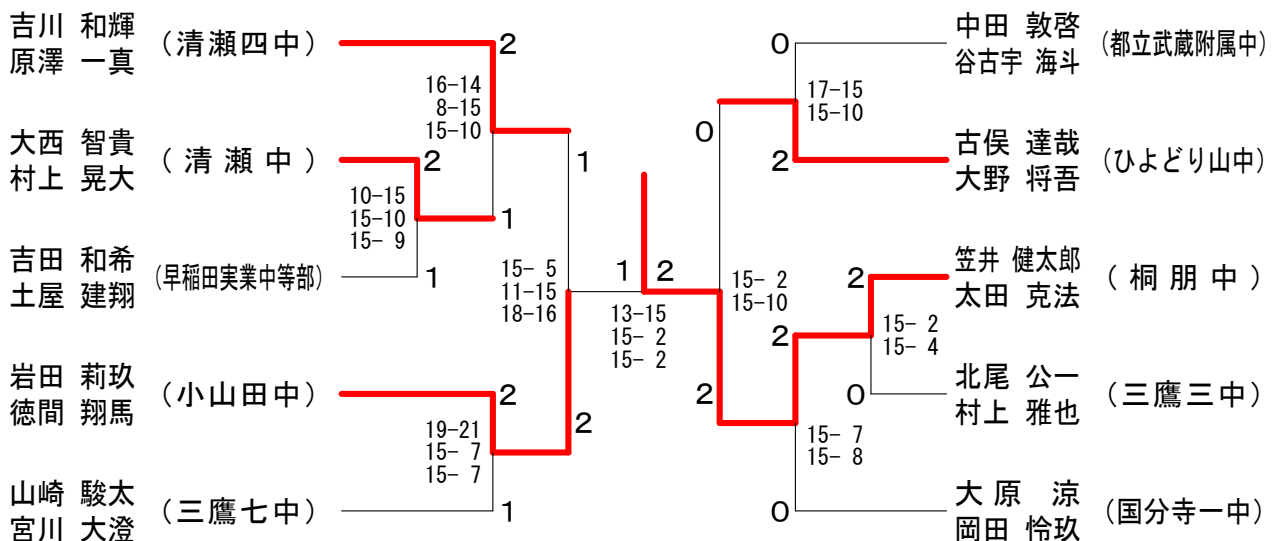 吉川 和輝
原澤 一真
(清瀬四中)
2
16-14
8-15
15-10
大西 智貴
村上 晃大
(清瀬中)
2
10-15
15-10
15- 9
1
吉田 和希
土屋 建翔
(早稲田実業中等部)
1
1
15- 5
11-15
18-16
岩田 莉玖
徳間 翔馬
(小山田中)
2
19-21
15- 7
15- 7
2
山崎 駿太
宮川 大澄
(三鷹七中)
1
1
2
13-15
15- 2
15- 2
0
中田 敦啓
谷古宇 海斗
(都立武蔵附属中)
17-15
15-10
0
2
古俣 達哉
大野 将吾
(ひよどり山中)
15- 2
15-10
2
笠井 健太郎
太田 克法
(桐朋中)
2
15- 2
15- 4
2
0
北尾 公一
村上 雅也
(三鷹三中)
15- 7
15- 8
0
大原 涼
岡田 怜玖
(国分寺一中)